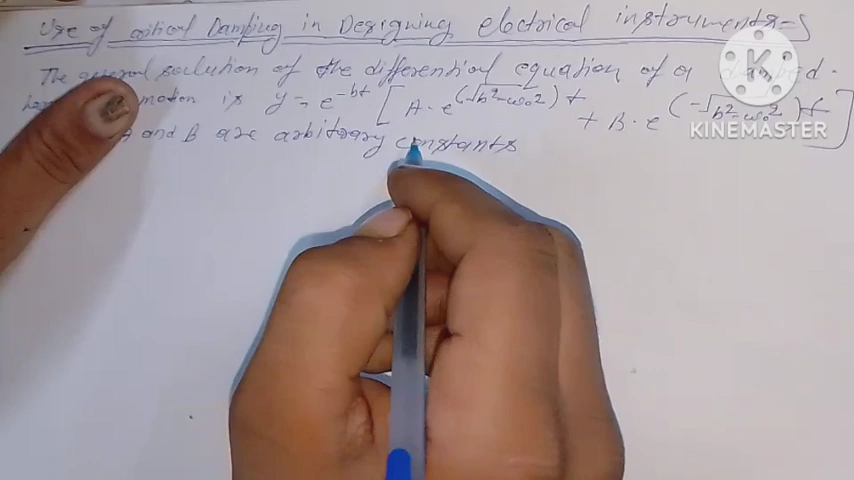 Use of critical Damping in Designing electrical instruments:-
The general solution of the differential equation of a damped
motion is y = e^-bt [A · e^(√b²-ω₀²)t + B · e^(-√b²-ω₀²)t]
A and B are arbitrary constants
KINEMASTER